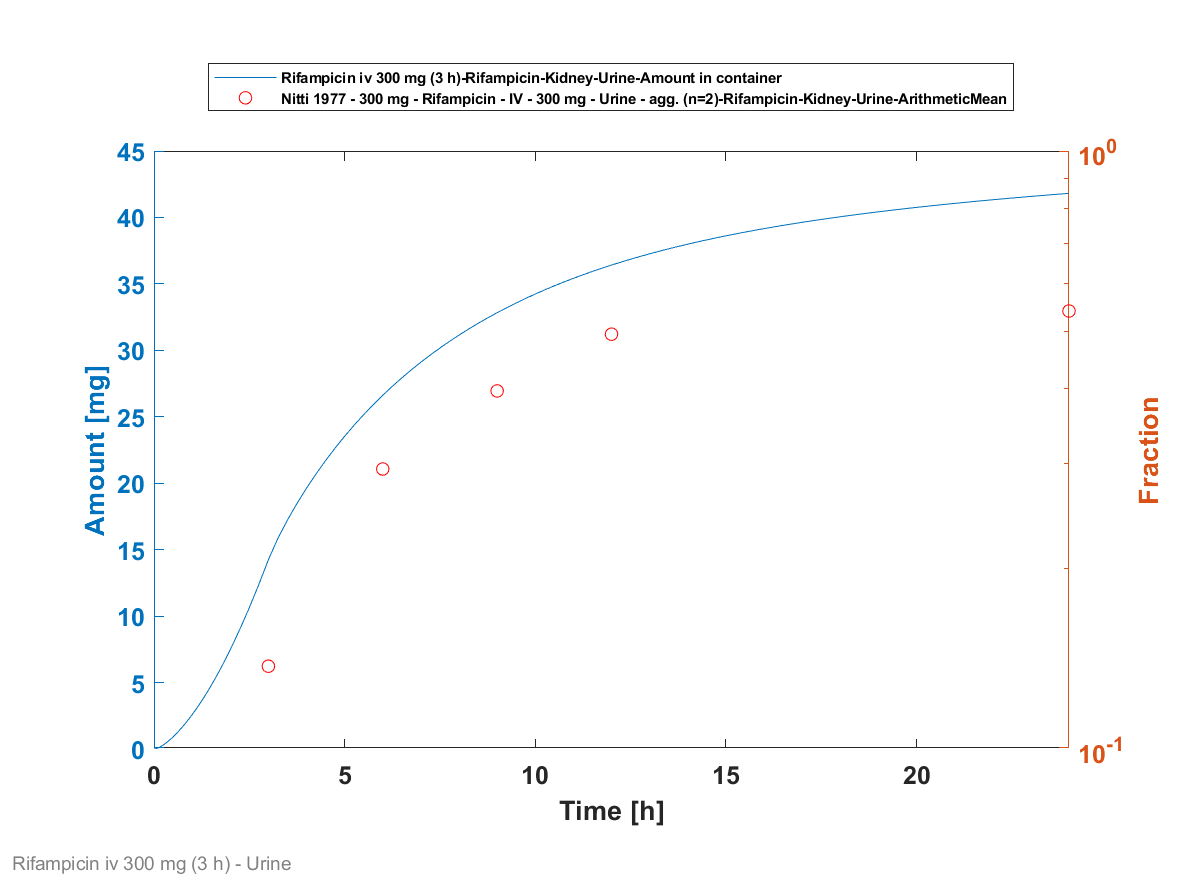 Rifampicin iv 300 mg (3 h)-Rifampicin-Kidney-Urine-Amount in container
Nitti 1977 - 300 mg - Rifampicin - IV - 300 mg - Urine - agg. (n=2)-Rifampicin-Kidney-Urine-ArithmeticMean
45
40
35
30
25
20
15
10
5
0
Amount [mg]
10^0
10^-1
Fraction
0 5 10 15 20
Time [h]
Rifampicin iv 300 mg (3 h) - Urine